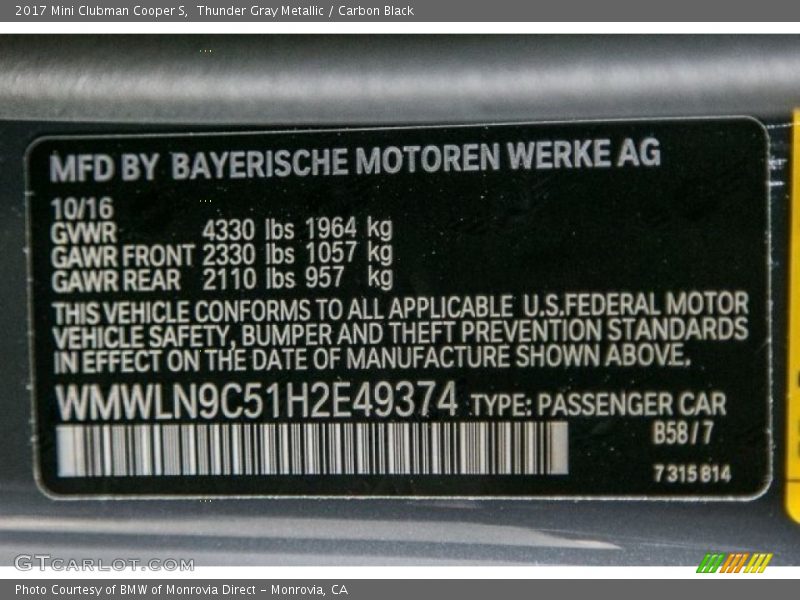 2017 Mini Clubman Cooper S,  Thunder Gray Metallic / Carbon Black
MFD BY BAYERISCHE MOTOREN WERKE AG
10/16
GVWR 4330 lbs 1964 kg
GAWR FRONT 2330 lbs 1057 kg
GAWR REAR 2110 lbs 957 kg
THIS VEHICLE CONFORMS TO ALL APPLICABLE U.S.FEDERAL MOTOR
VEHICLE SAFETY, BUMPER AND THEFT PREVENTION STANDARDS
IN EFFECT ON THE DATE OF MANUFACTURE SHOWN ABOVE.
WMWLN9C51H2E49374 TYPE: PASSENGER CAR
B58/7
7315814
GTCARLOT.COM
Photo Courtesy of BMW of Monrovia Direct - Monrovia, CA